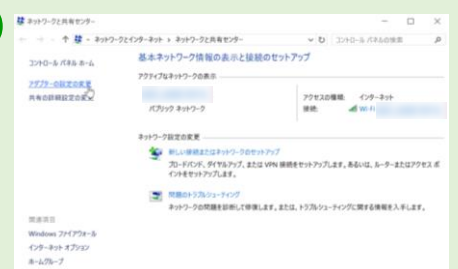 ネットワークと共有センター
ネットワークとインターネット › ネットワークと共有センター
コントロール パネルの検索
コントロール パネル ホーム
アダプターの設定の変更
共有の詳細設定の変更
基本ネットワーク情報の表示と接続のセットアップ
アクティブなネットワークの表示
パブリック ネットワーク
アクセスの種類: インターネット
接続: Wi-Fi
ネットワーク設定の変更
新しい接続またはネットワークのセットアップ
ブロードバンド、ダイヤルアップ、または VPN 接続をセットアップします。あるいは、ルーターまたはアクセス ポ
イントをセットアップします。
問題のトラブルシューティング
ネットワークの問題を診断して修復します。または、トラブルシューティングに関する情報を入手します。
関連項目
Windows ファイアウォール
インターネット オプション
ホームグループ